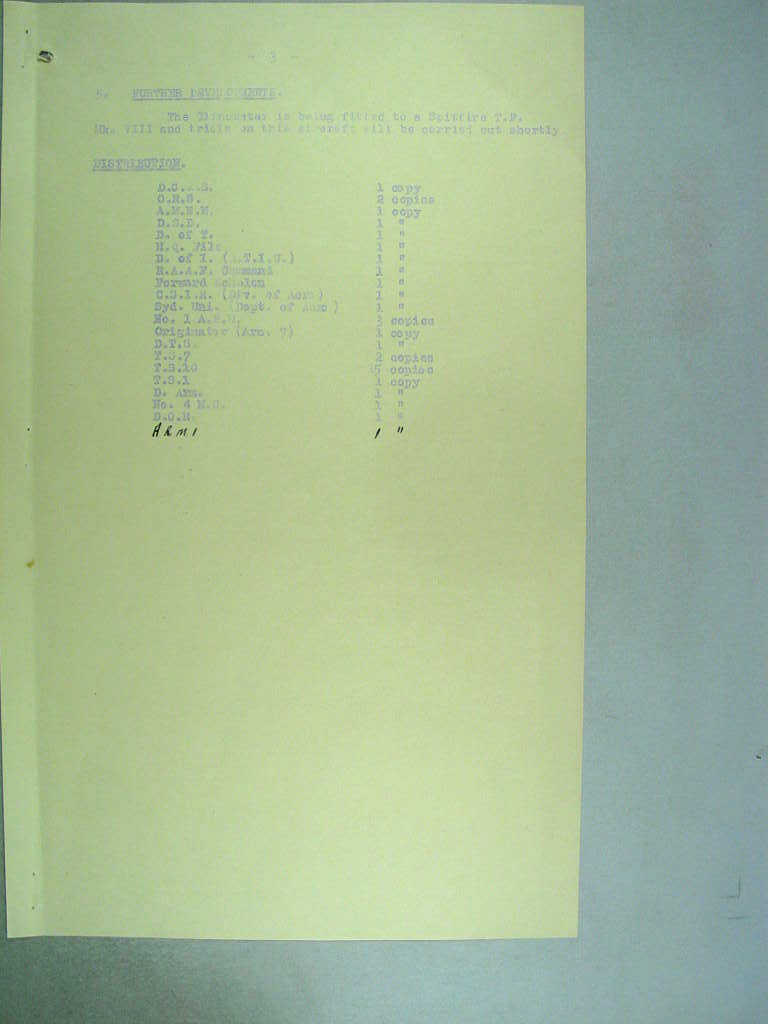 - 3 -
5. FURTHER DEVELOPMENTS.
The is being fitted to a Spitfire T.F.
Mk. VIII and trials on this aircraft will be carried out shortly
DISTRIBUTION.
D.C.A.S. 1 copy
O.R.S. 2 copies
A.M.E.M. 1 copy
D.S.D. 1 "
D. of T. 1 "
H.Q. File 1 "
D. of I. (A.T.I.U.) 1 "
R.A.A.F. Command 1 "
Forward Echelon 1 "
C.S.I.R. (Div. of Aero) 1 "
Syd. Uni. (Dept. of Aero) 1 "
No. 1 3 copies
Originator (Arm. 7) 1 copy
D.T.S. 1 "
T.S.7 2 copies
T.S.10 15 copies
T.S.1 1 copy
D. Arm. 1 "
No. 4 1 "
D.O.R. 1 "
ARM 1 1 "